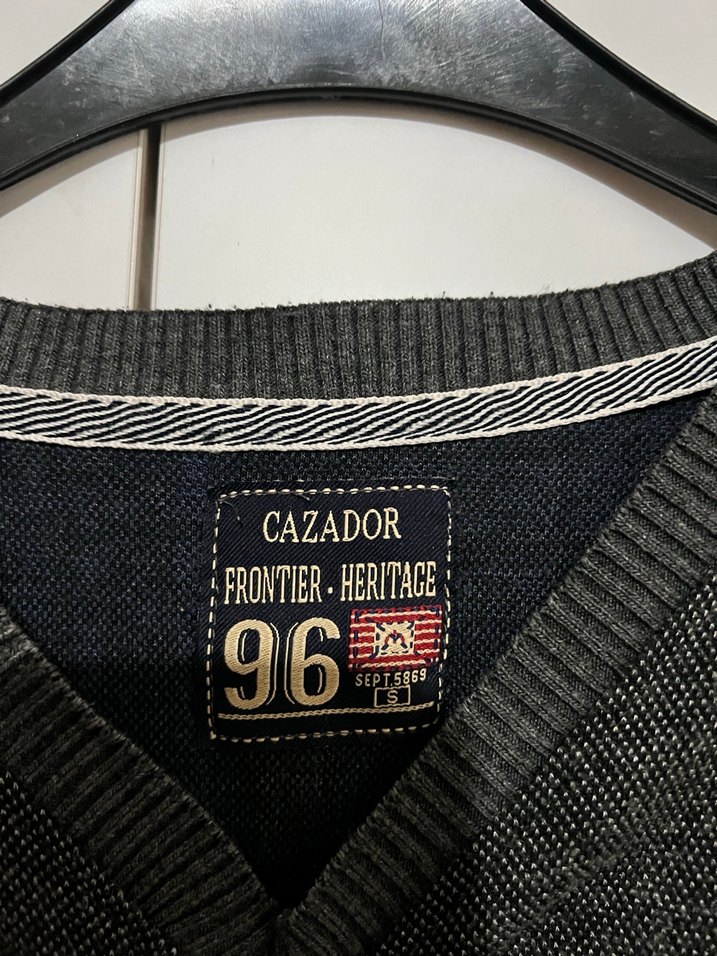 CAZADOR
FRONTIER . HERITAGE
96
SEPT.5869
S